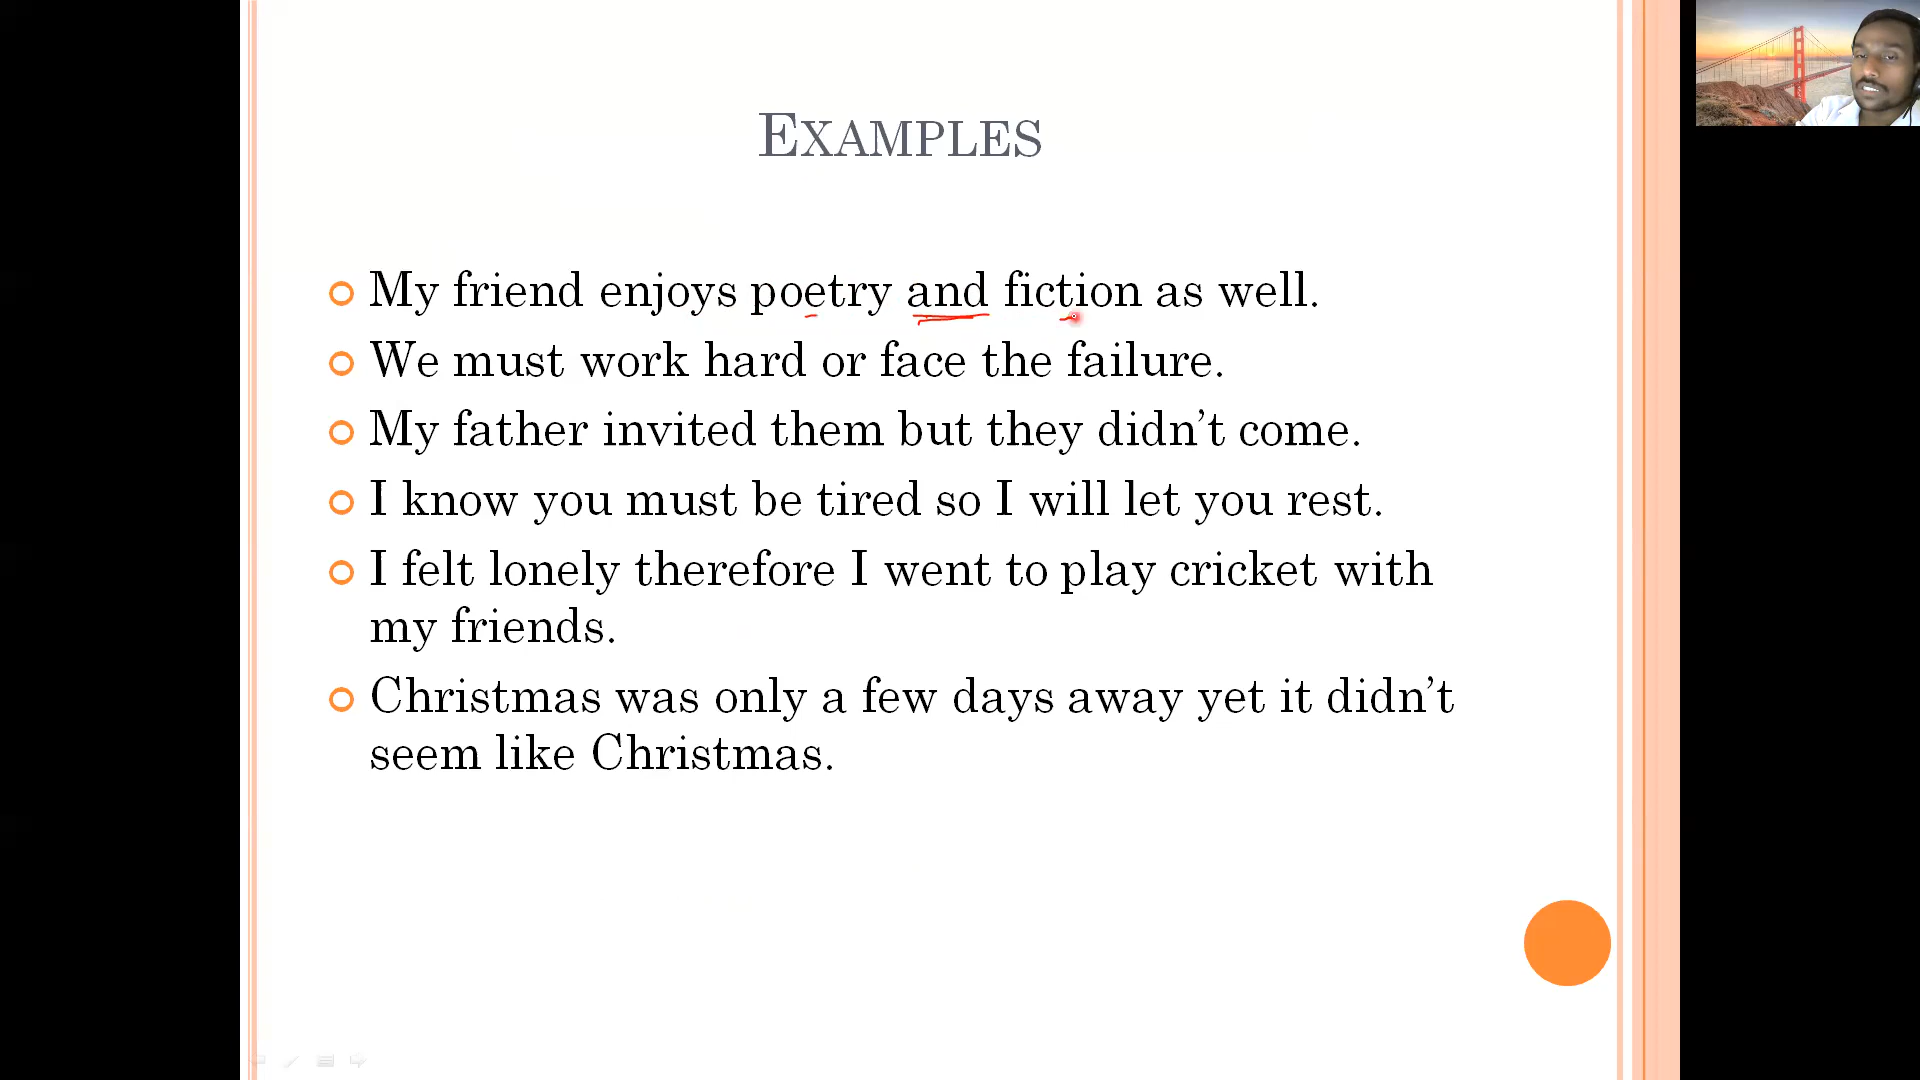 EXAMPLES
My friend enjoys poetry and fiction as well.
We must work hard or face the failure.
My father invited them but they didn’t come.
I know you must be tired so I will let you rest.
I felt lonely therefore I went to play cricket with
my friends.
Christmas was only a few days away yet it didn’t
seem like Christmas.